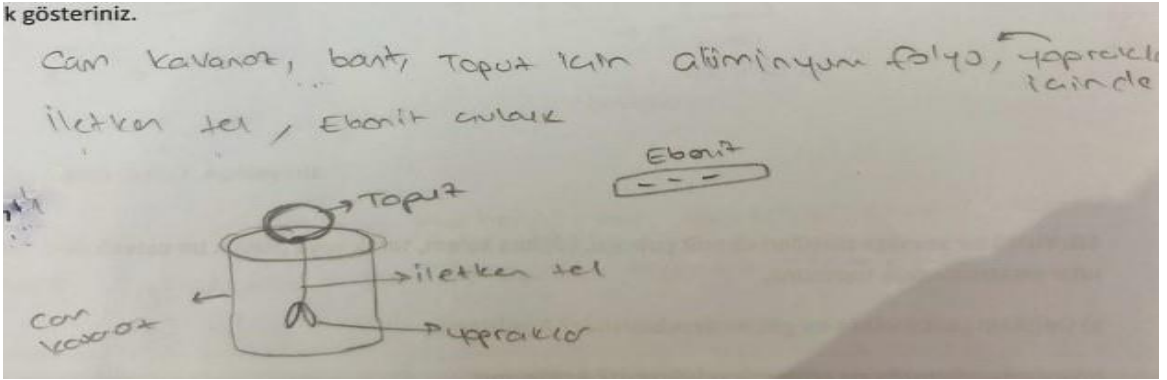 k gösteriniz.
Cam kavanoz, bant, Topuz için alüminyum folyo, yaprakla
içinde
iletken tel, Ebonit çubuk
Ebonit
Topuz
iletken tel
Cam
kavanoz
yapraklar